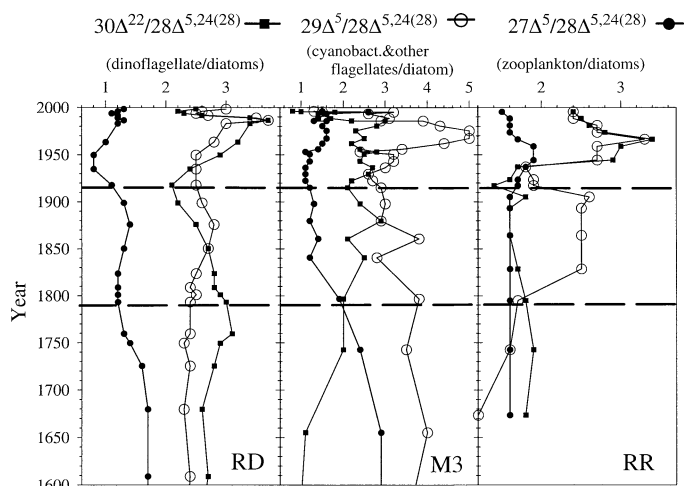 30Δ²²/28Δ⁵,²⁴⁽²⁸⁾ 29Δ⁵/28Δ⁵,²⁴⁽²⁸⁾ 27Δ⁵/28Δ⁵,²⁴⁽²⁸⁾
(dinoflagellate/diatoms) (cyanobact.&other (zooplankton/diatoms)
flagellates/diatom)
1 2 3 1 2 3 4 5 2 3
2000
1950
1900
1850
1800
1750
1700
1650
1600
Year
RD M3 RR